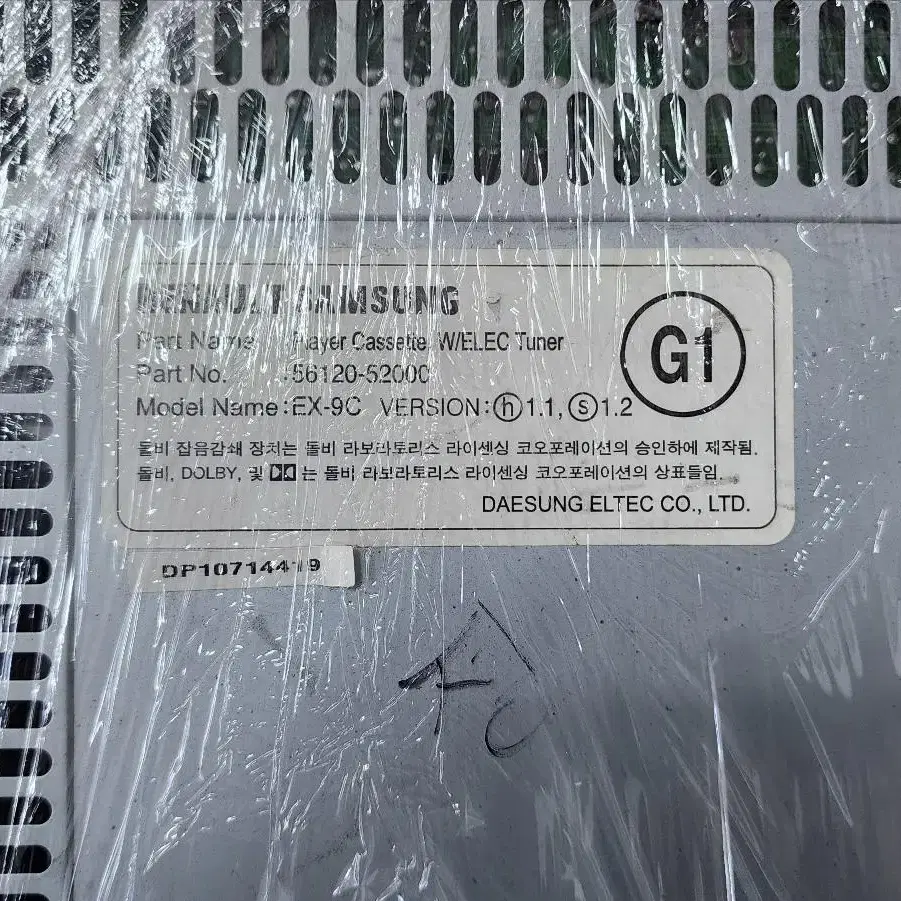 RENAULT SAMSUNG
Part Name Player Cassette, W/ELEC Tuner
Part No. :56120-5200C
Model Name:EX-9C VERSION:ⓗ1.1,ⓢ1.2
G1
돌비 잡음감쇄 장치는 돌비 라보라토리스 라이센싱 코오포레이션의 승인하에 제작됨.
돌비, DOLBY, 및 는 돌비 라보라토리스 라이센싱 코오포레이션의 상표들임.
DAESUNG ELTEC CO., LTD.